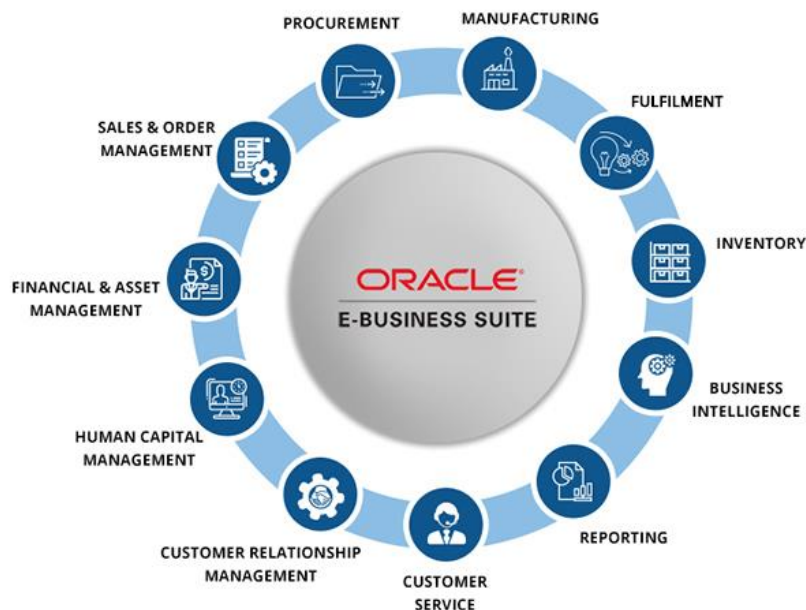 PROCUREMENT
MANUFACTURING
FULFILMENT
SALES & ORDER
MANAGEMENT
INVENTORY
ORACLE®
E-BUSINESS SUITE
FINANCIAL & ASSET
MANAGEMENT
BUSINESS
INTELLIGENCE
HUMAN CAPITAL
MANAGEMENT
REPORTING
CUSTOMER RELATIONSHIP
MANAGEMENT
CUSTOMER
SERVICE